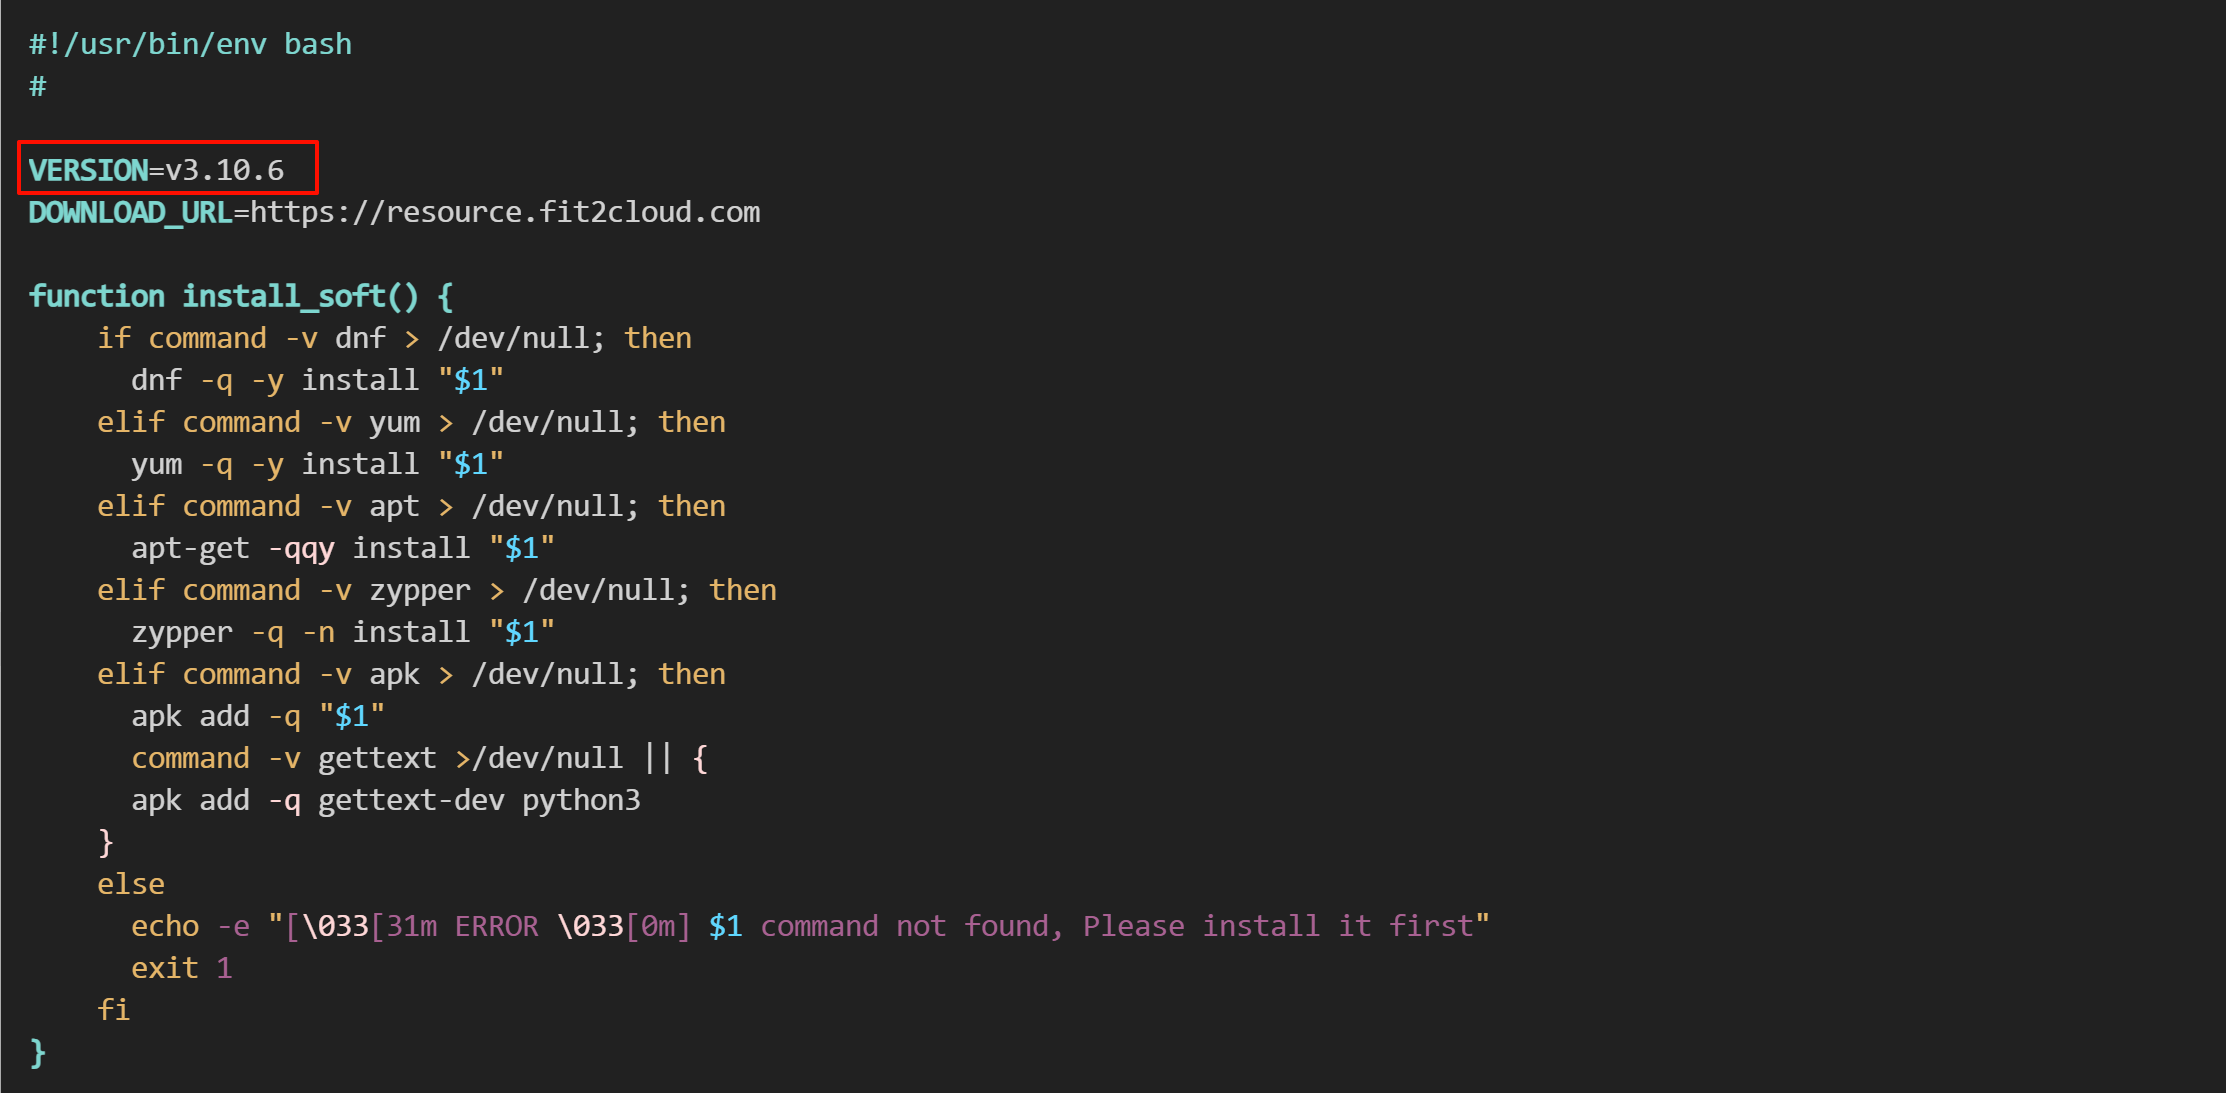 #!/usr/bin/env bash
#
VERSION=v3.10.6
DOWNLOAD_URL=https://resource.fit2cloud.com
function install_soft() {
    if command -v dnf > /dev/null; then
      dnf -q -y install "$1"
    elif command -v yum > /dev/null; then
      yum -q -y install "$1"
    elif command -v apt > /dev/null; then
      apt-get -qqy install "$1"
    elif command -v zypper > /dev/null; then
      zypper -q -n install "$1"
    elif command -v apk > /dev/null; then
      apk add -q "$1"
      command -v gettext >/dev/null || {
      apk add -q gettext-dev python3
    }
    else
      echo -e "[\033[31m ERROR \033[0m] $1 command not found, Please install it first"
      exit 1
    fi
}